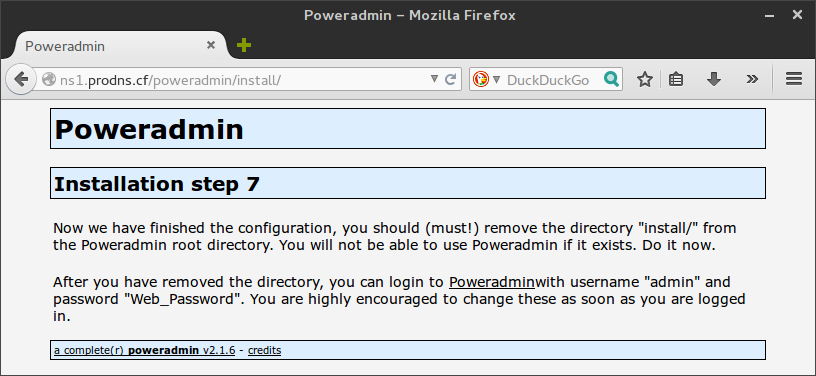 Poweradmin – Mozilla Firefox
Poweradmin
ns1.prodns.cf/poweradmin/install/
DuckDuckGo
Poweradmin
Installation step 7
Now we have finished the configuration, you should (must!) remove the directory "install/" from
the Poweradmin root directory. You will not be able to use Poweradmin if it exists. Do it now.
After you have removed the directory, you can login to Poweradminwith username "admin" and
password "Web_Password". You are highly encouraged to change these as soon as you are logged
in.
a complete(r) poweradmin v2.1.6 - credits